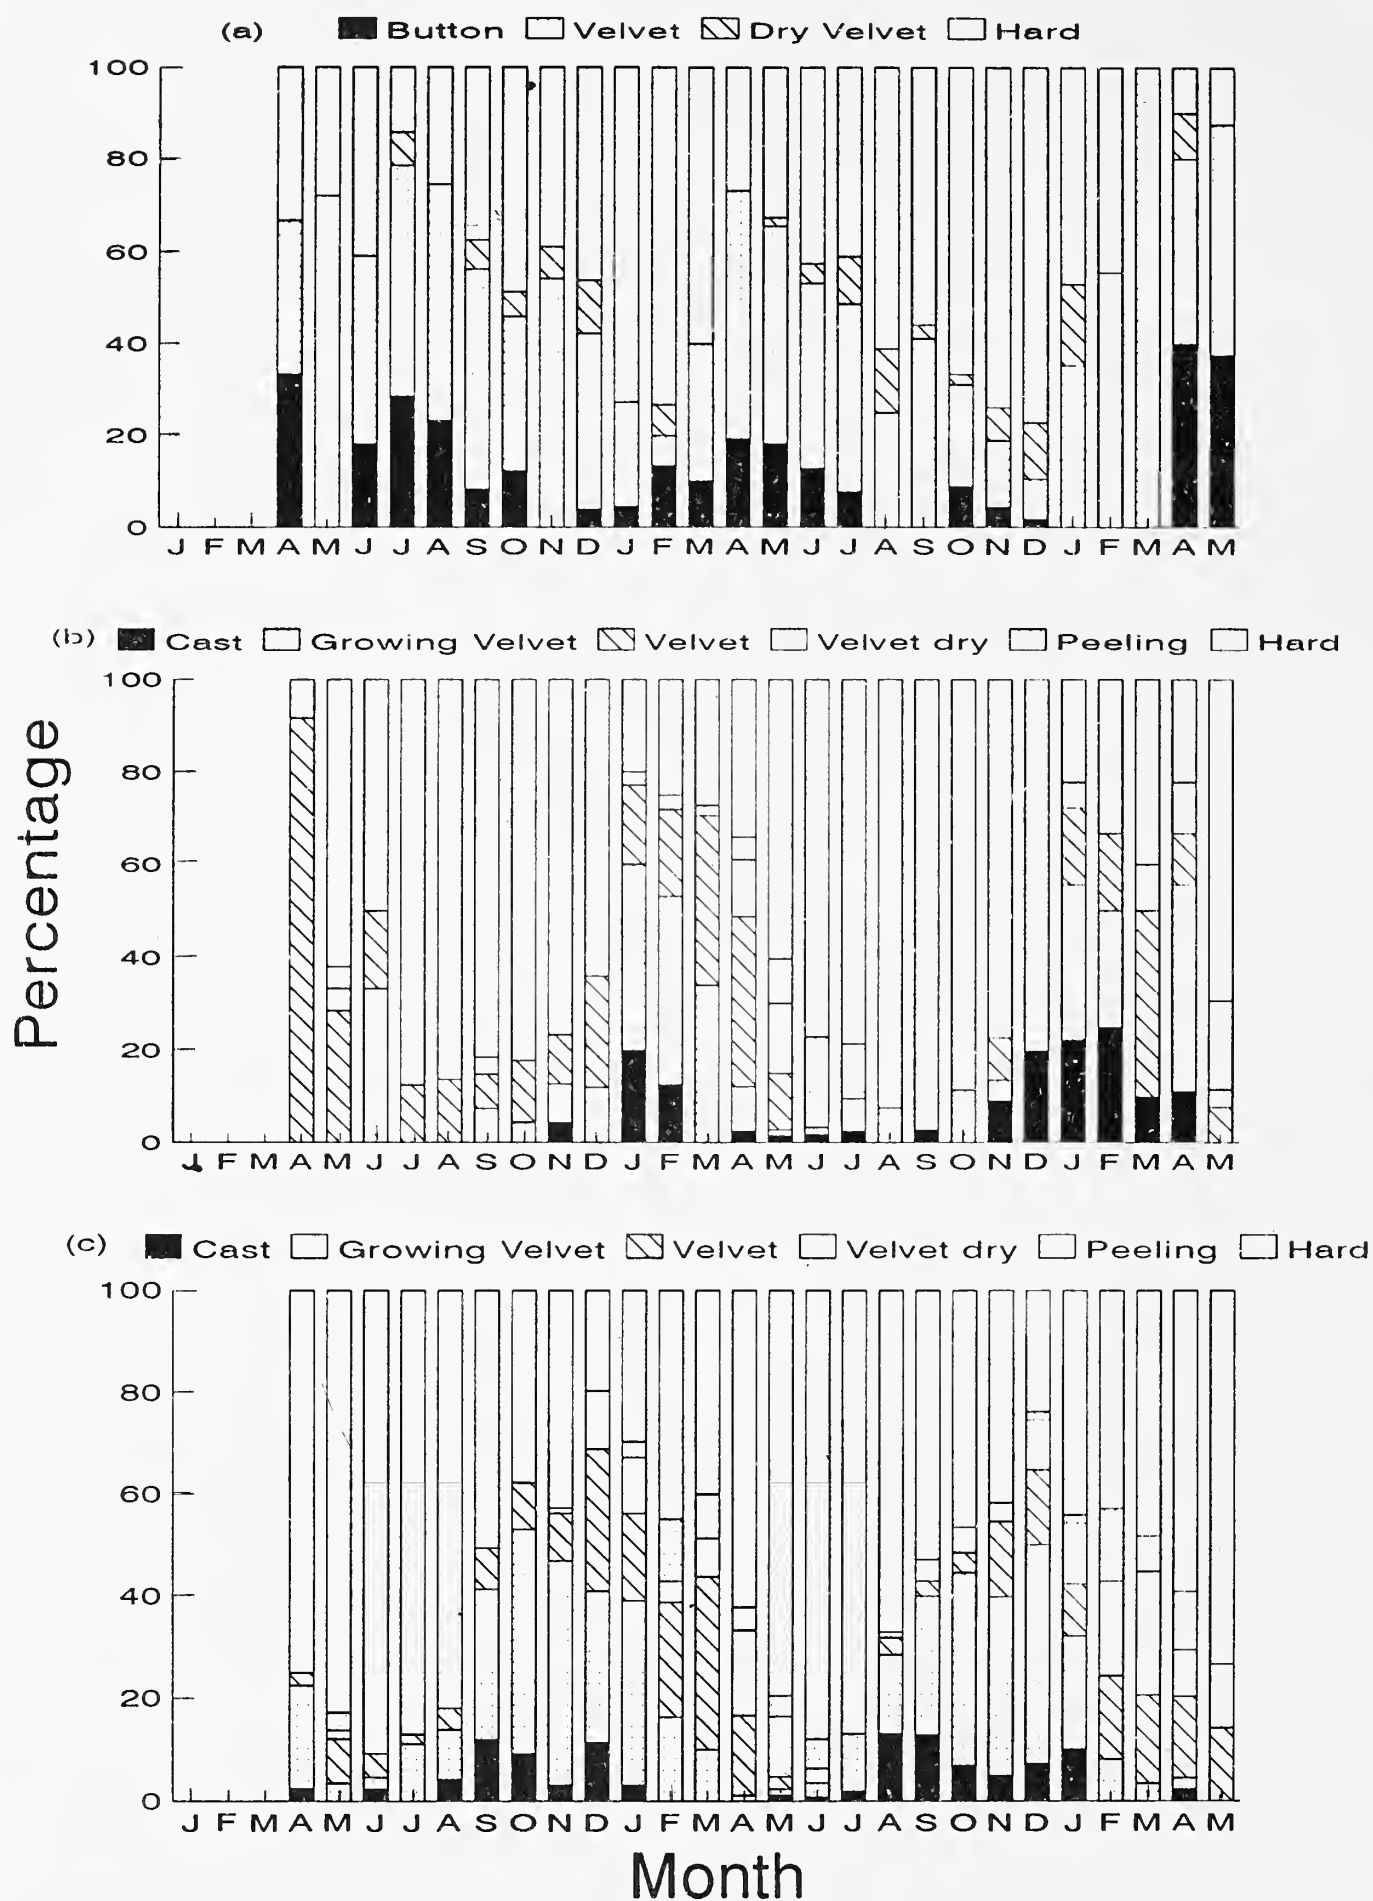 (a) Button Velvet Dry Velvet Hard
100
80
60
40
20
0
J F M A M J J A S O N D J F M A M J J A S O N D J F M A M
(b) Cast Growing Velvet Velvet Velvet dry Peeling Hard
100
80
60
40
20
0
J F M A M J J A S O N D J F M A M J J A S O N D J F M A M
Percentage
(c) Cast Growing Velvet Velvet Velvet dry Peeling Hard
100
80
60
40
20
0
J F M A M J J A S O N D J F M A M J J A S O N D J F M A M
Month